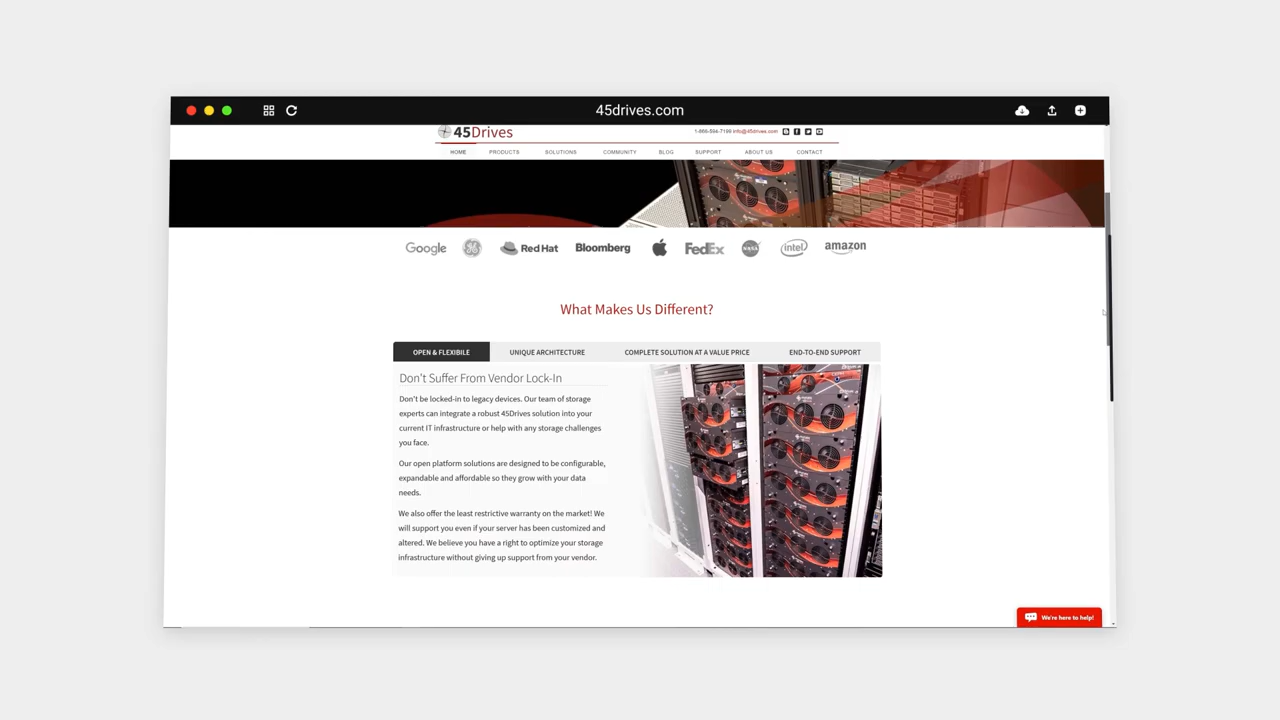 45drives.com
45Drives
1-866-594-7199 info@45drives.com
HOME PRODUCTS SOLUTIONS COMMUNITY BLOG SUPPORT ABOUT US CONTACT
Google GE Red Hat Bloomberg FedEx NASA intel amazon
What Makes Us Different?
OPEN & FLEXIBILE UNIQUE ARCHITECTURE COMPLETE SOLUTION AT A VALUE PRICE END-TO-END SUPPORT
Don't Suffer From Vendor Lock-In
Don't be locked-in to legacy devices. Our team of storage
experts can integrate a robust 45Drives solution into your
current IT infrastructure or help with any storage challenges
you face.
Our open platform solutions are designed to be configurable,
expandable and affordable so they grow with your data
needs.
We also offer the least restrictive warranty on the market! We
will support you even if your server has been customized and
altered. We believe you have a right to optimize your storage
infrastructure without giving up support from your vendor.
We're here to help!